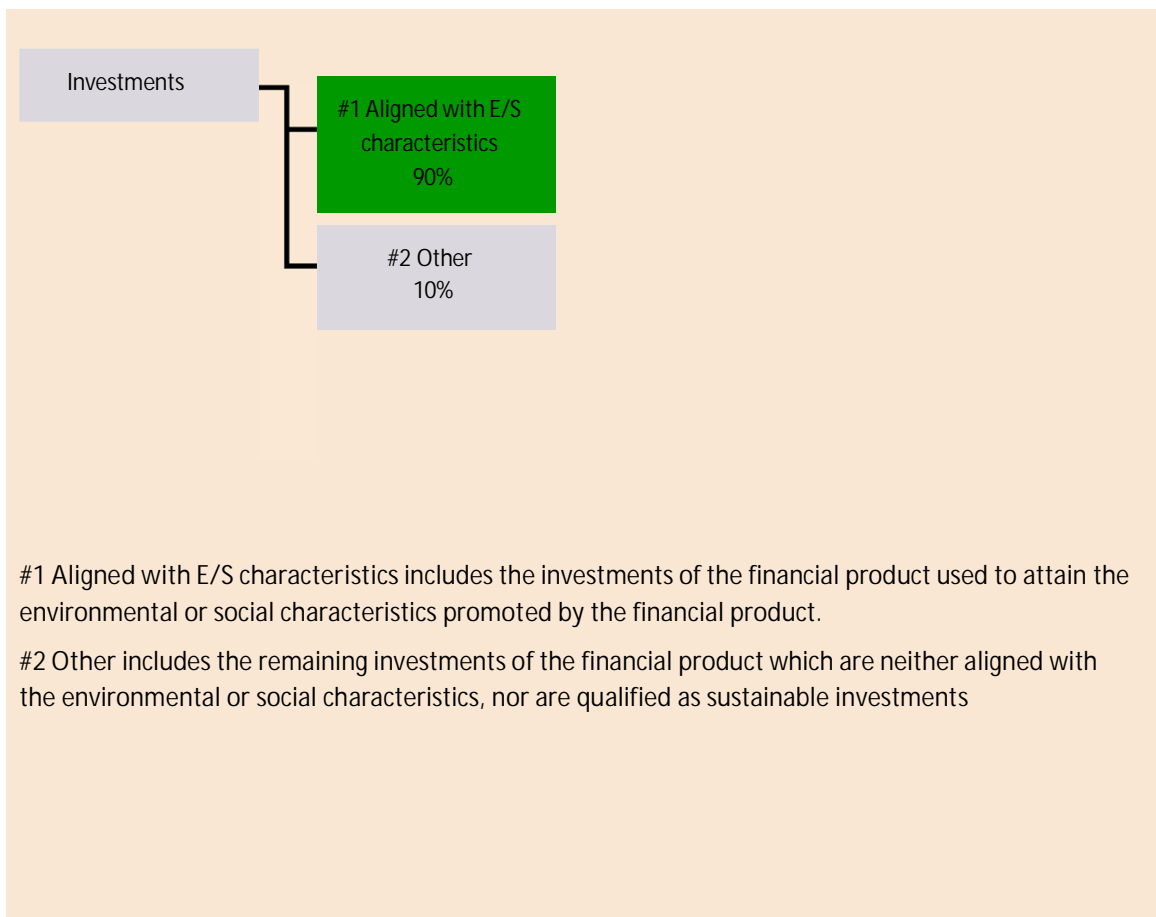 Investments
#1 Aligned with E/S
characteristics
90%
#2 Other
10%
#1 Aligned with E/S characteristics includes the investments of the financial product used to attain the
environmental or social characteristics promoted by the financial product.
#2 Other includes the remaining investments of the financial product which are neither aligned with
the environmental or social characteristics, nor are qualified as sustainable investments